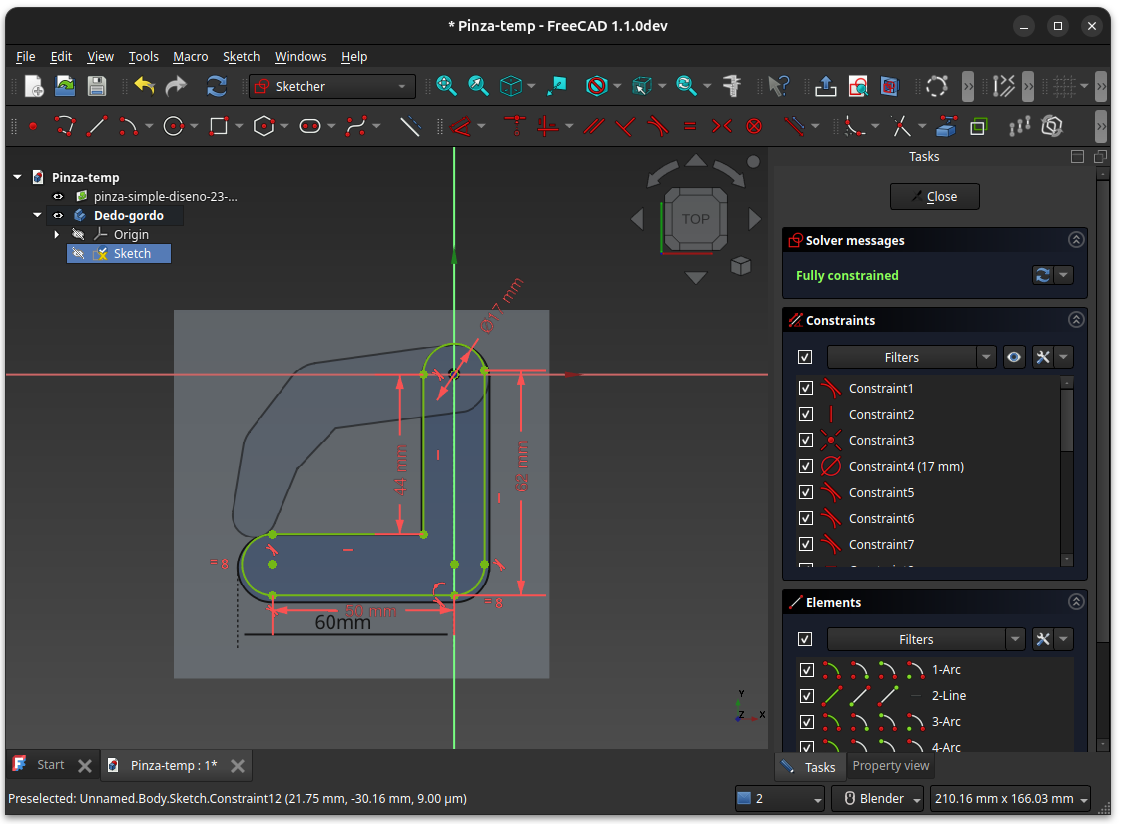 * Pinza-temp - FreeCAD 1.1.0dev
File Edit View Tools Macro Sketch Windows Help
Sketcher
Tasks
Pinza-temp
pinza-simple-diseno-23-...
Dedo-gordo
Origin
Sketch
TOP
Close
Solver messages
Fully constrained
Constraints
Filters
Constraint1
Constraint2
Constraint3
Constraint4 (17 mm)
Constraint5
Constraint6
Constraint7
Elements
Filters
1-Arc
2-Line
3-Arc
4-Arc
Ø17 mm
44 mm
= 8
= 8
60mm
Y
Z X
Start
Pinza-temp : 1*
Tasks
Property view
Preselected: Unnamed.Body.Sketch.Constraint12 (21.75 mm, -30.16 mm, 9.00 µm)
2
Blender
210.16 mm x 166.03 mm